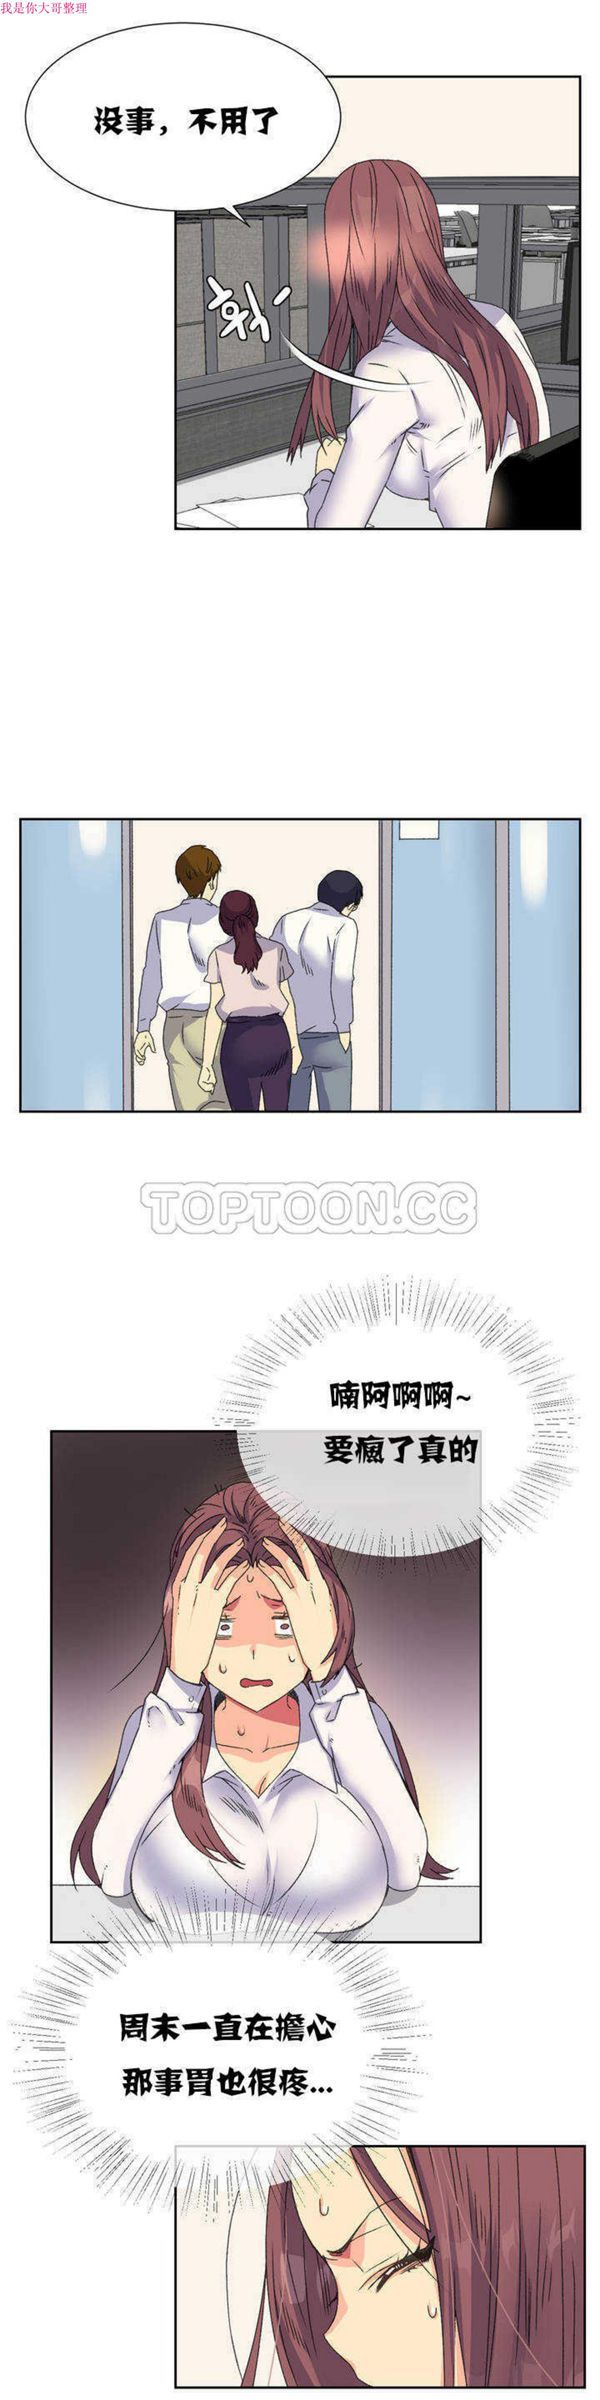 我是你大哥整理
没事，不用了
홱
TOPTOON.CC
喃阿啊啊~
要瘋了真的
周末一直在擔心
那事胃也很疼...